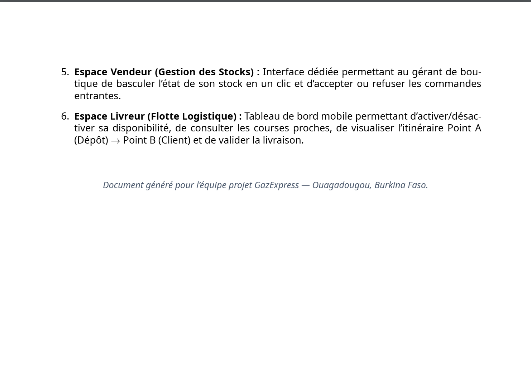 5. Espace Vendeur (Gestion des Stocks) : Interface dédiée permettant au gérant de bou-
tique de basculer l’état de son stock en un clic et d’accepter ou refuser les commandes
entrantes.
6. Espace Livreur (Flotte Logistique) : Tableau de bord mobile permettant d’activer/désac-
tiver sa disponibilité, de consulter les courses proches, de visualiser l’itinéraire Point A
(Dépôt) → Point B (Client) et de valider la livraison.
Document généré pour l’équipe projet GazExpress — Ouagadougou, Burkina Faso.